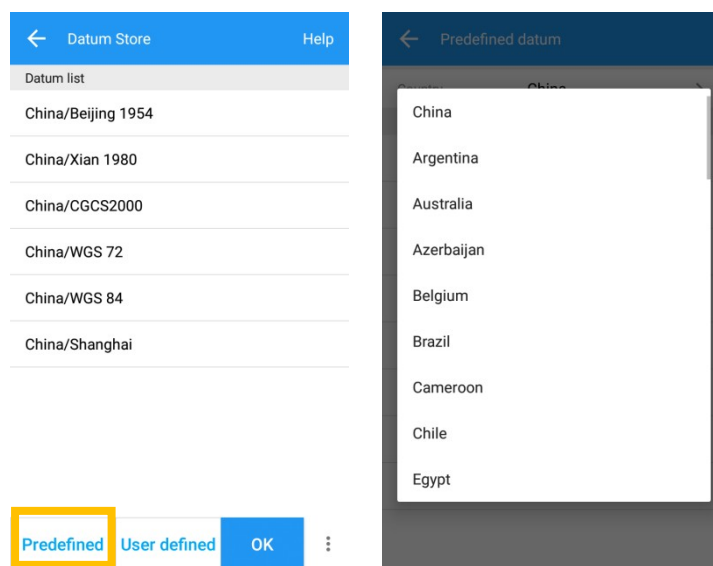 Datum Store
Help
Datum list
China/Beijing 1954
China/Xian 1980
China/CGCS2000
China/WGS 72
China/WGS 84
China/Shanghai
Predefined
User defined
OK
Predefined datum
Country
China
China
Argentina
Australia
Azerbaijan
Belgium
Brazil
Cameroon
Chile
Egypt